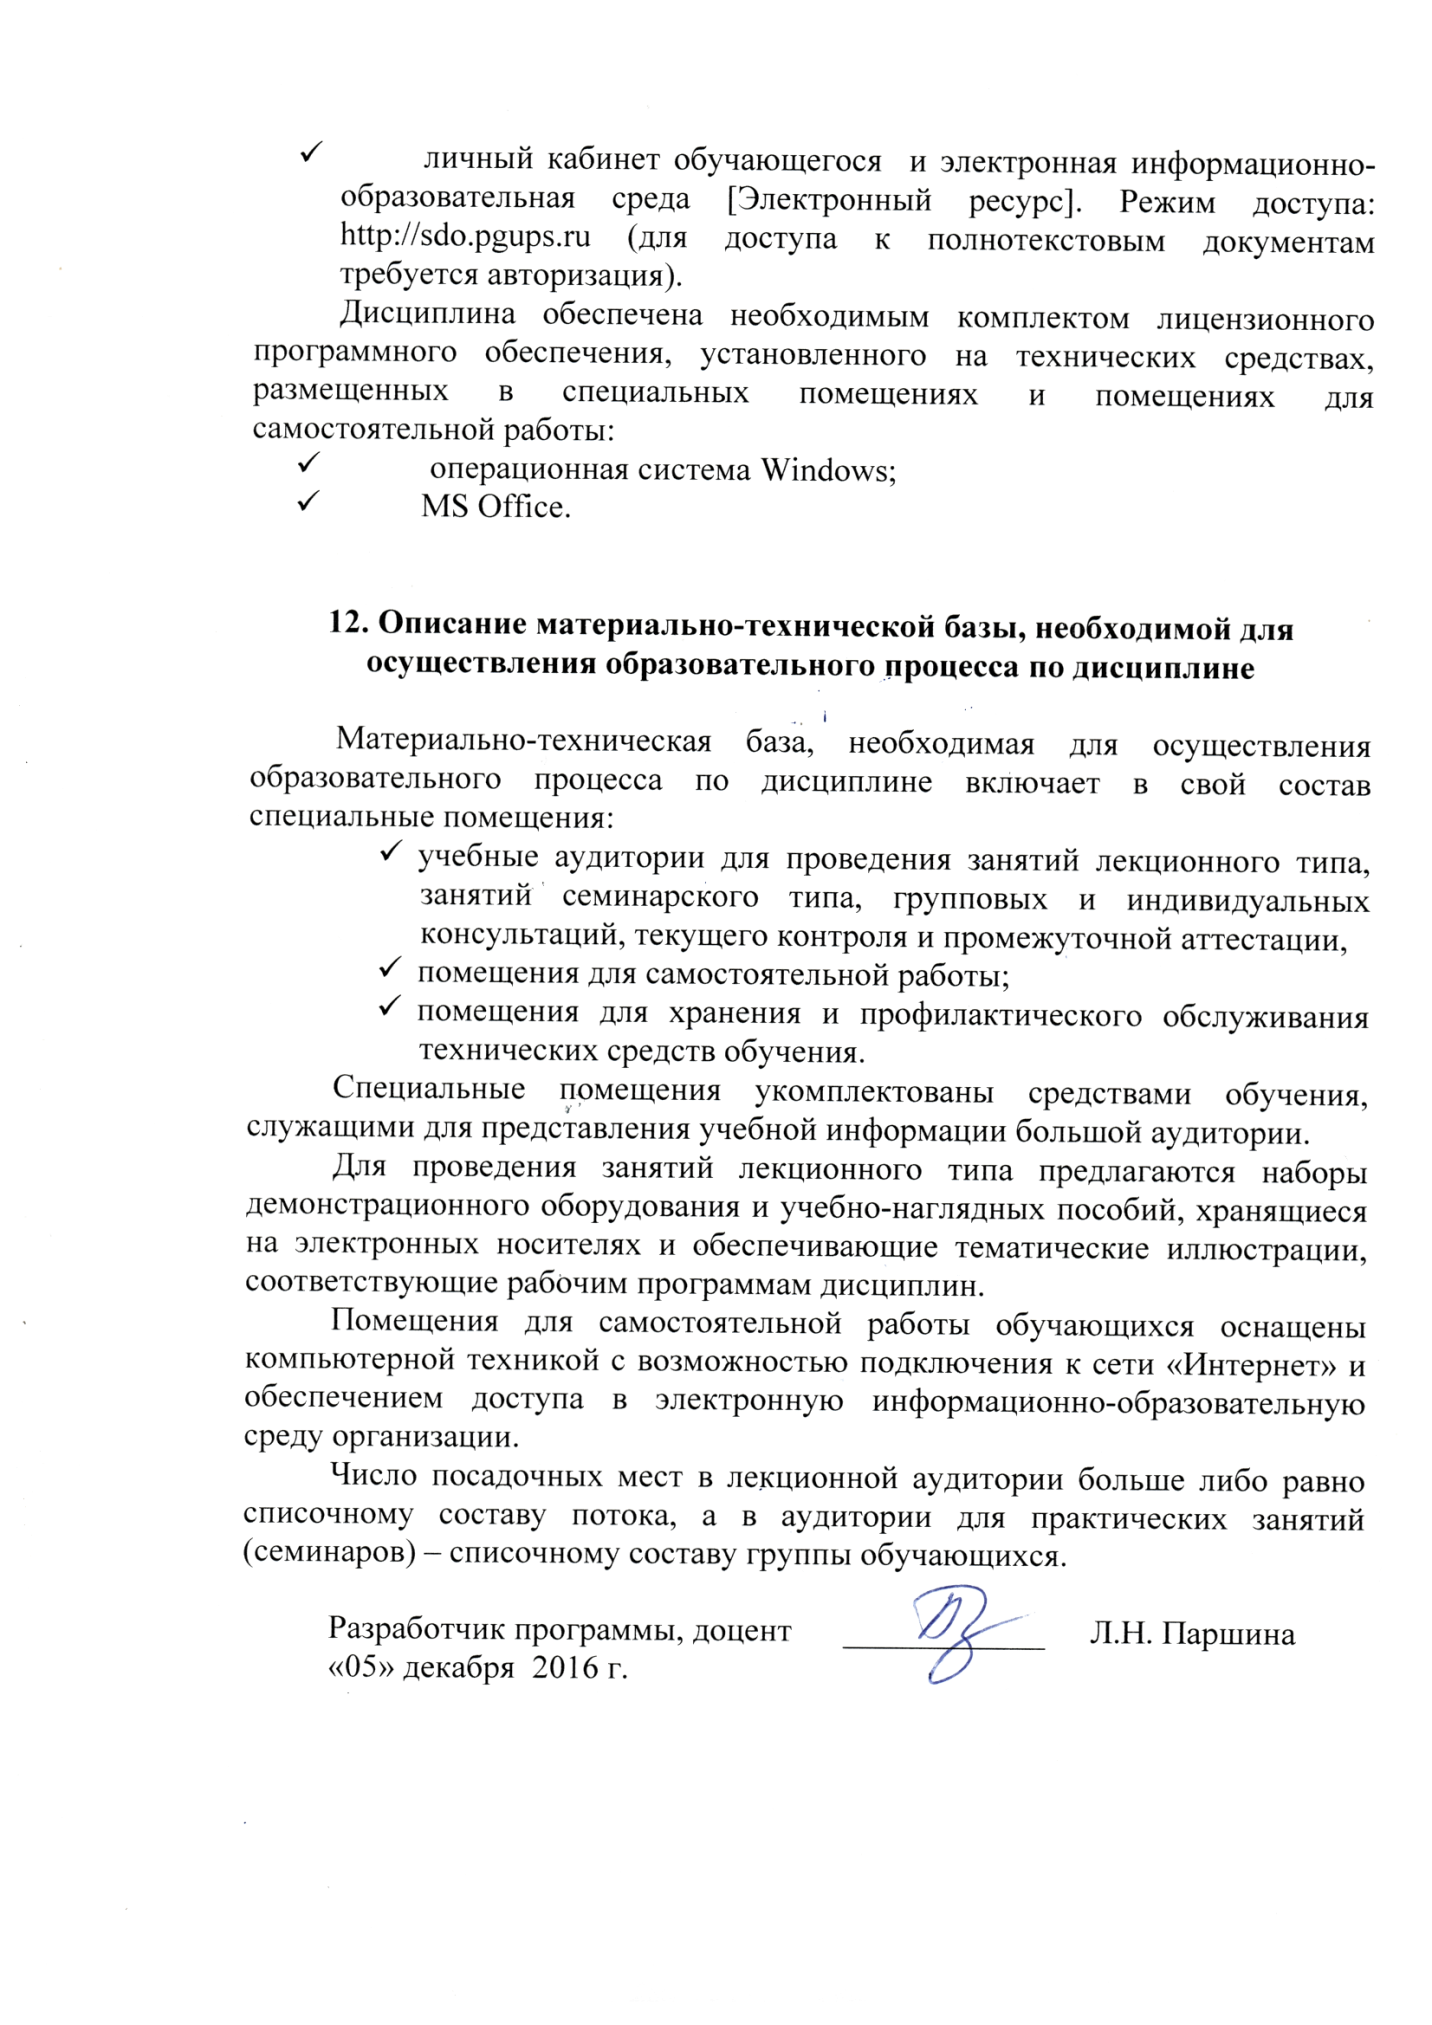 ✓ личный кабинет обучающегося и электронная информационно-
образовательная среда [Электронный ресурс]. Режим доступа:
http://sdo.pgups.ru (для доступа к полнотекстовым документам
требуется авторизация).
Дисциплина обеспечена необходимым комплектом лицензионного
программного обеспечения, установленного на технических средствах,
размещенных в специальных помещениях и помещениях для
самостоятельной работы:
✓ операционная система Windows;
✓ MS Office.
12. Описание материально-технической базы, необходимой для
осуществления образовательного процесса по дисциплине
Материально-техническая база, необходимая для осуществления
образовательного процесса по дисциплине включает в свой состав
специальные помещения:
✓ учебные аудитории для проведения занятий лекционного типа,
занятий семинарского типа, групповых и индивидуальных
консультаций, текущего контроля и промежуточной аттестации,
✓ помещения для самостоятельной работы;
✓ помещения для хранения и профилактического обслуживания
технических средств обучения.
Специальные помещения укомплектованы средствами обучения,
служащими для представления учебной информации большой аудитории.
Для проведения занятий лекционного типа предлагаются наборы
демонстрационного оборудования и учебно-наглядных пособий, хранящиеся
на электронных носителях и обеспечивающие тематические иллюстрации,
соответствующие рабочим программам дисциплин.
Помещения для самостоятельной работы обучающихся оснащены
компьютерной техникой с возможностью подключения к сети «Интернет» и
обеспечением доступа в электронную информационно-образовательную
среду организации.
Число посадочных мест в лекционной аудитории больше либо равно
списочному составу потока, а в аудитории для практических занятий
(семинаров) – списочному составу группы обучающихся.
Разработчик программы, доцент Л.Н. Паршина
«05» декабря 2016 г.